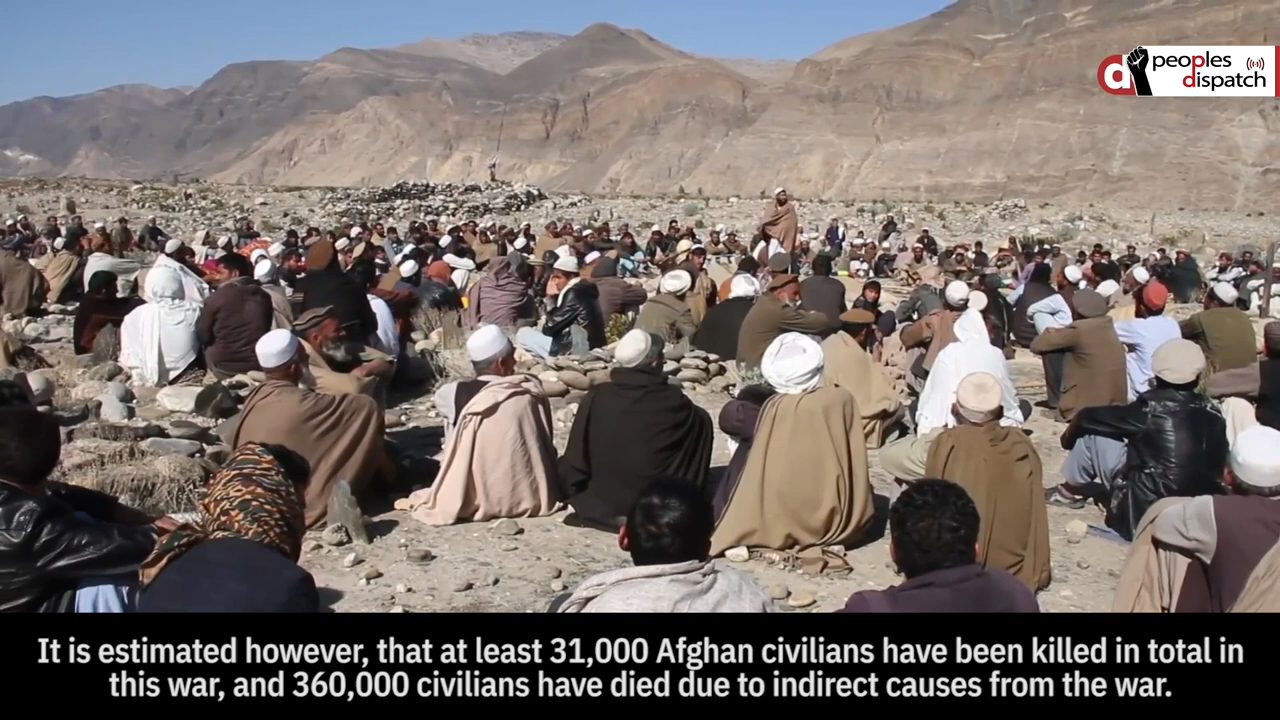 peoples
dispatch
It is estimated however, that at least 31,000 Afghan civilians have been killed in total in
this war, and 360,000 civilians have died due to indirect causes from the war.